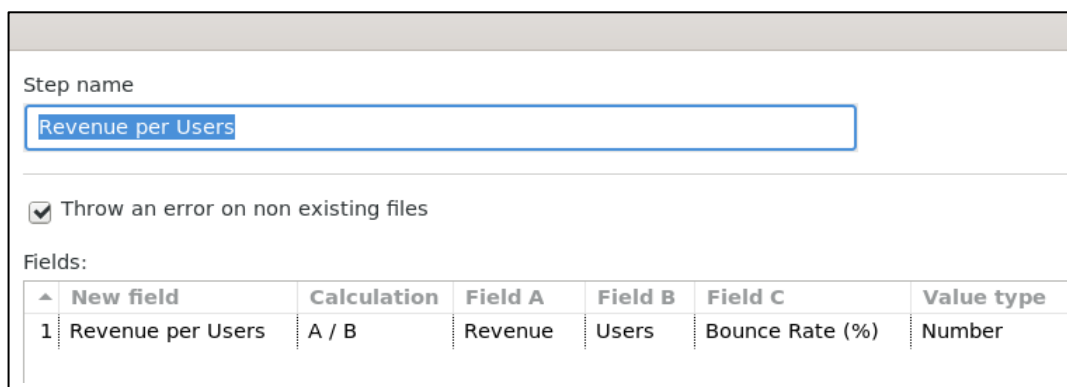 Step name
Revenue per Users
Throw an error on non existing files
Fields:
New field Calculation Field A Field B Field C Value type
1 Revenue per Users A / B Revenue Users Bounce Rate (%) Number